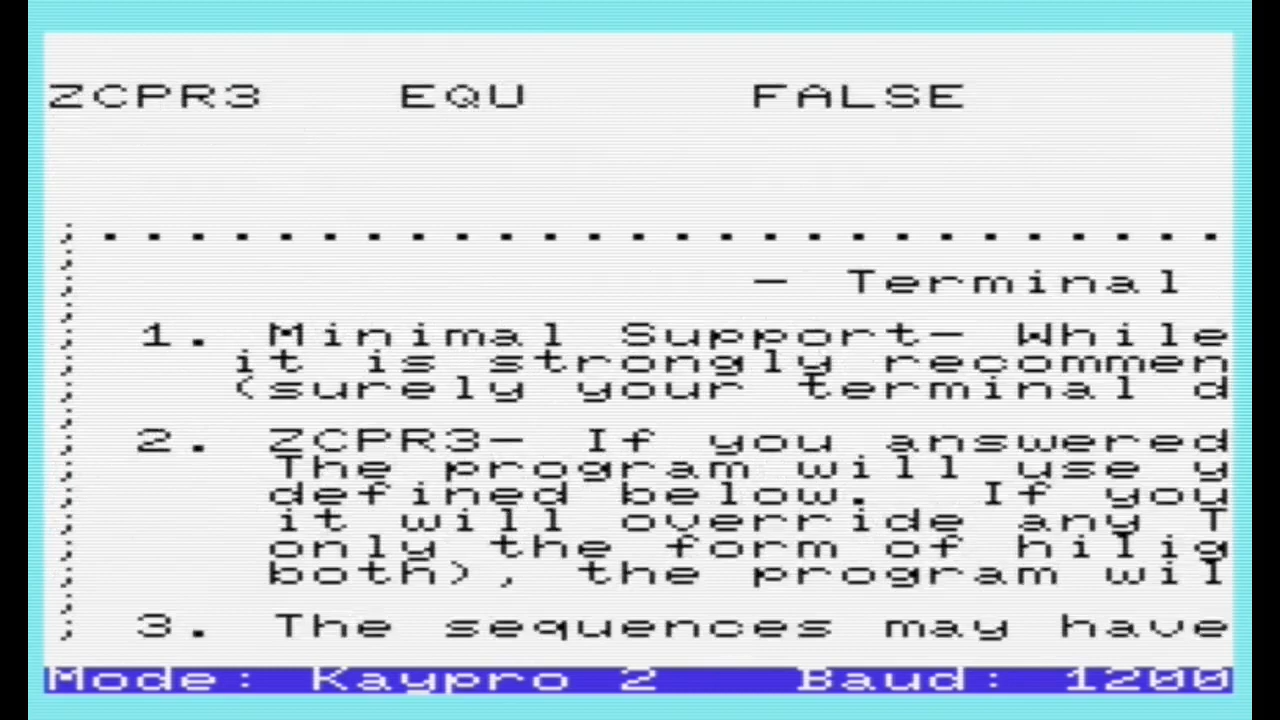 ZCPR3 EQU FALSE
; . . . . . . . . . . . . . . . . . . . . . . . . . .
;
; - Terminal
;
; 1. Minimal Support- While
; it is strongly recommen
; (surely your terminal d
;
; 2. ZCPR3- If you answered
; The program will use y
; defined below. If you
; it will override any T
; only the form of hilig
; both), the program wil
;
; 3. The sequences may have
Mode: Kaypro 2 Baud: 1200